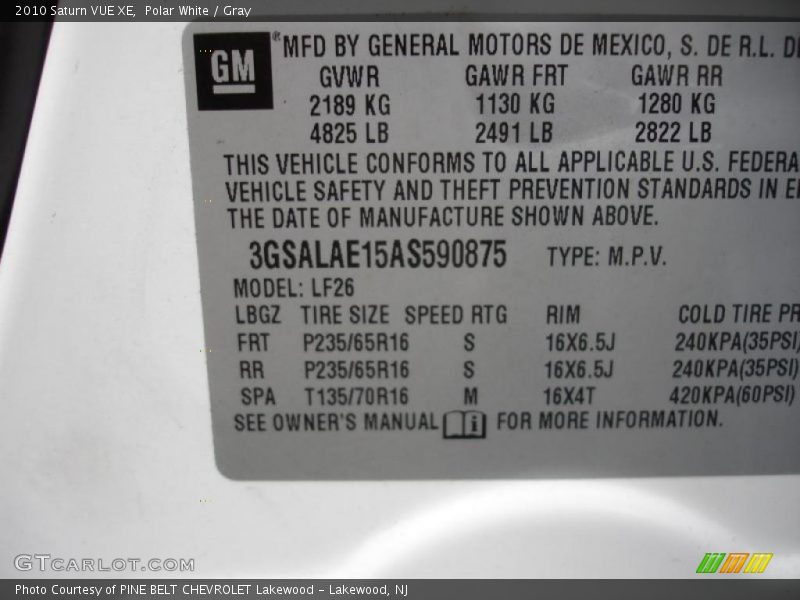 2010 Saturn VUE XE, Polar White / Gray
GM
®MFD BY GENERAL MOTORS DE MEXICO, S. DE R.L. D
GVWR GAWR FRT GAWR RR
2189 KG 1130 KG 1280 KG
4825 LB 2491 LB 2822 LB
THIS VEHICLE CONFORMS TO ALL APPLICABLE U.S. FEDERA
VEHICLE SAFETY AND THEFT PREVENTION STANDARDS IN E
THE DATE OF MANUFACTURE SHOWN ABOVE.
3GSALAE15AS590875 TYPE: M.P.V.
MODEL: LF26
LBGZ TIRE SIZE SPEED RTG RIM COLD TIRE PR
FRT P235/65R16 S 16X6.5J 240KPA(35PSI)
RR P235/65R16 S 16X6.5J 240KPA(35PSI)
SPA T135/70R16 M 16X4T 420KPA(60PSI)
SEE OWNER'S MANUAL i FOR MORE INFORMATION.
GTCARLOT.COM
Photo Courtesy of PINE BELT CHEVROLET Lakewood - Lakewood, NJ